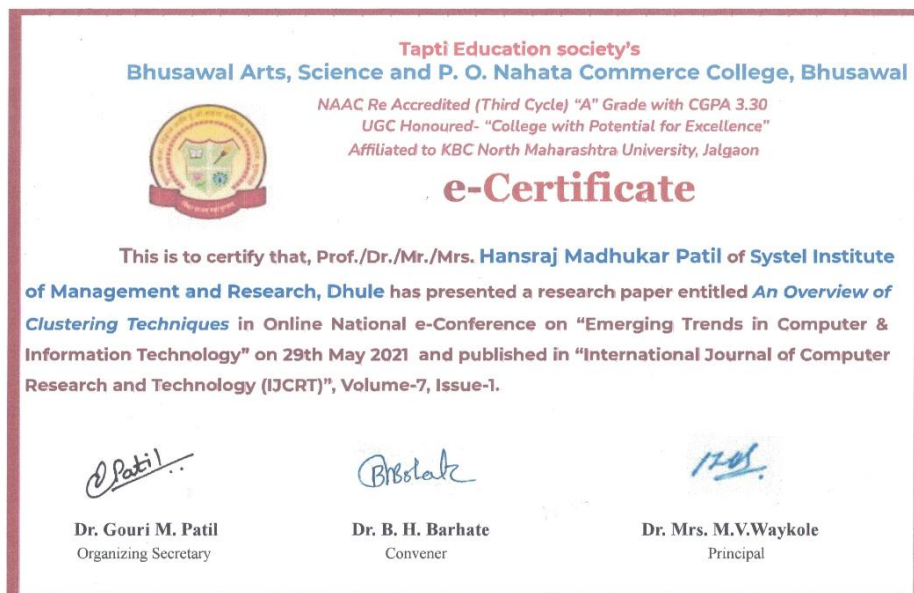 Tapti Education society's
Bhusawal Arts, Science and P. O. Nahata Commerce College, Bhusawal
NAAC Re Accredited (Third Cycle) “A” Grade with CGPA 3.30
UGC Honoured- “College with Potential for Excellence”
Affiliated to KBC North Maharashtra University, Jalgaon
e-Certificate
This is to certify that, Prof./Dr./Mr./Mrs. Hansraj Madhukar Patil of Systel Institute
of Management and Research, Dhule has presented a research paper entitled An Overview of
Clustering Techniques in Online National e-Conference on “Emerging Trends in Computer &
Information Technology” on 29th May 2021 and published in “International Journal of Computer
Research and Technology (IJCRT)”, Volume-7, Issue-1.
Patil
Dr. Gouri M. Patil
Organizing Secretary
Dr. B. H. Barhate
Convener
Dr. Mrs. M.V.Waykole
Principal